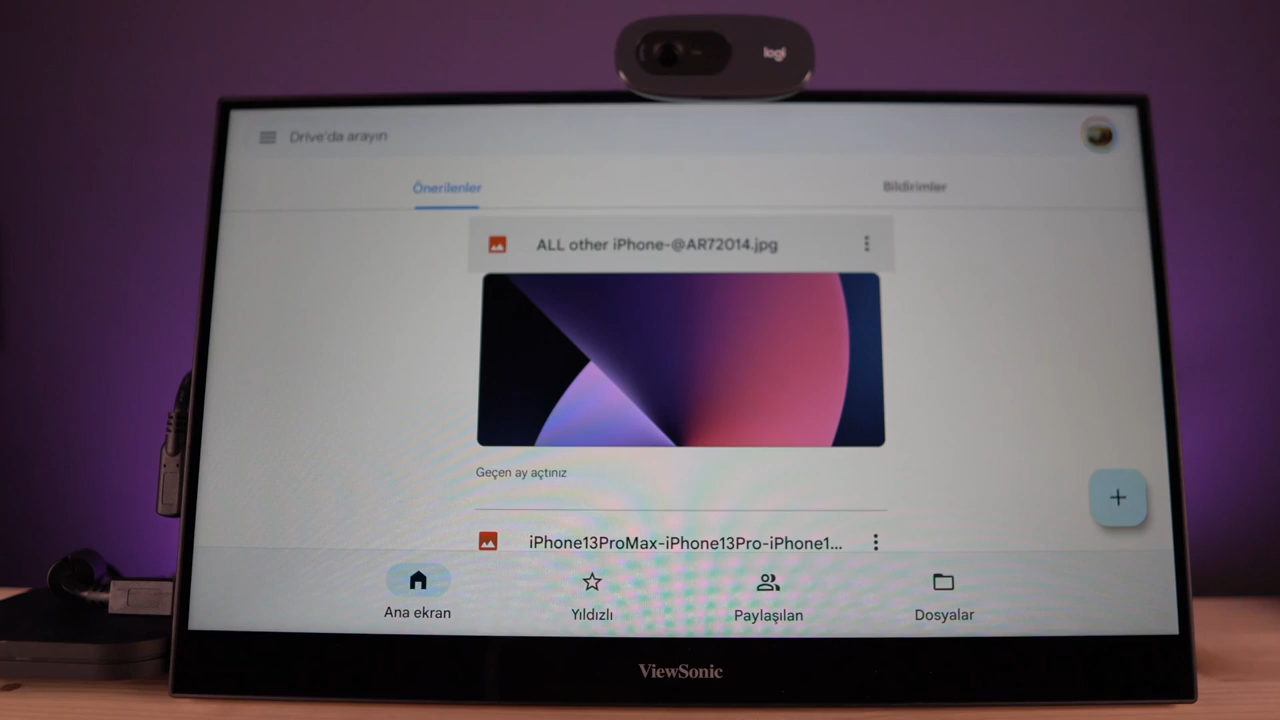 logi
Drive'da arayın
Önerilenler
Bildirimler
ALL other iPhone-@AR72014.jpg
Geçen ay açtınız
iPhone13ProMax-iPhone13Pro-iPhone1...
Ana ekran
Yıldızlı
Paylaşılan
Dosyalar
ViewSonic